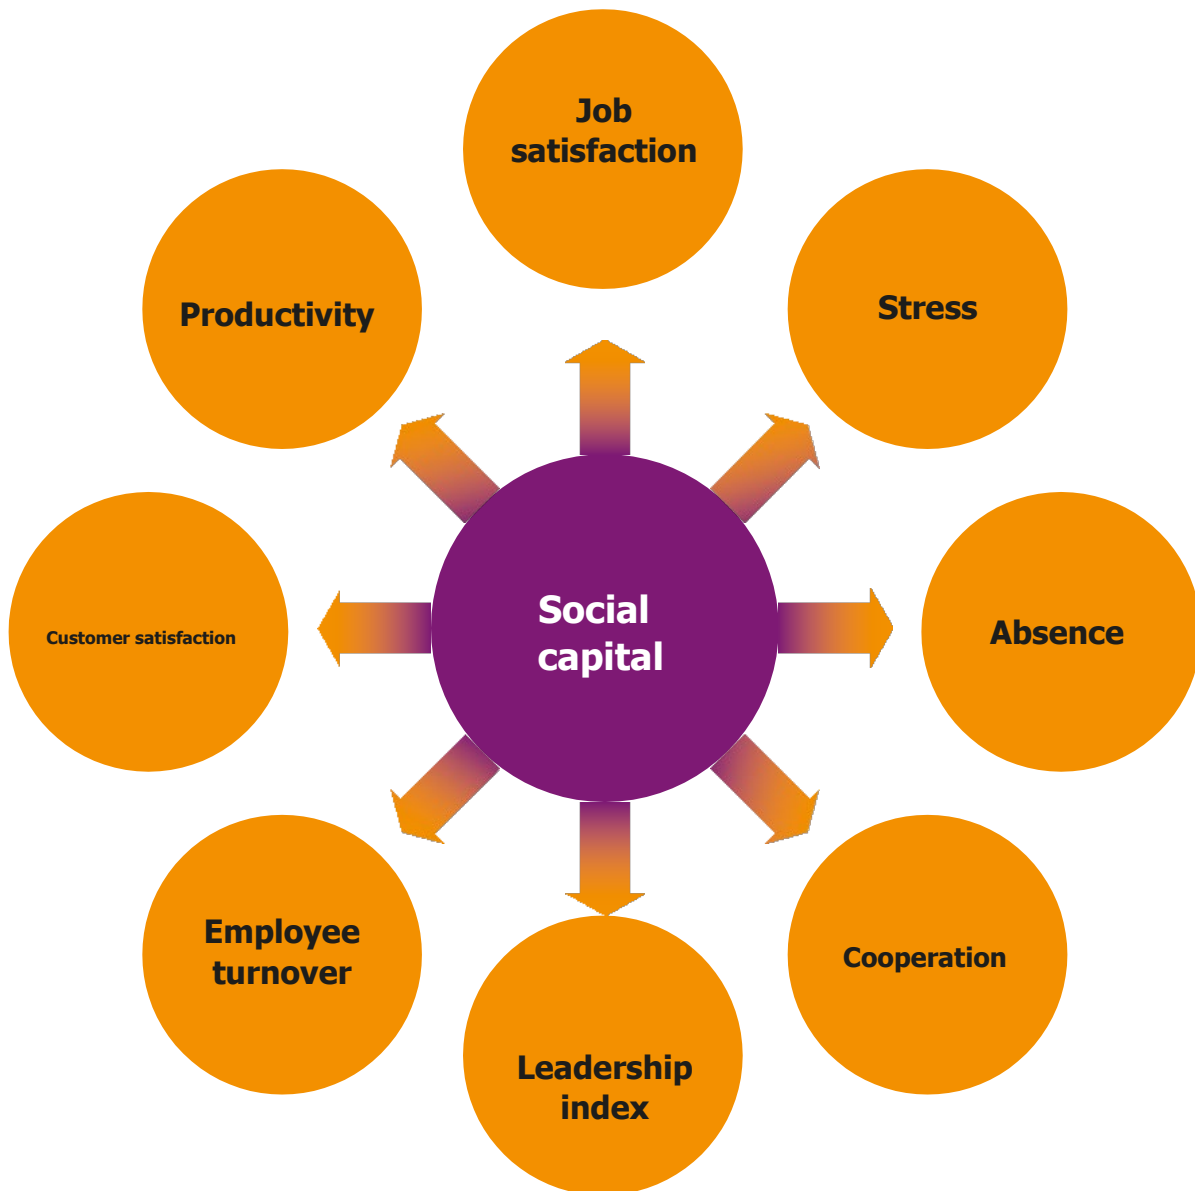 Job
satisfaction
Productivity
Stress
Social
capital
Customer satisfaction
Absence
Employee
turnover
Cooperation
Leadership
index